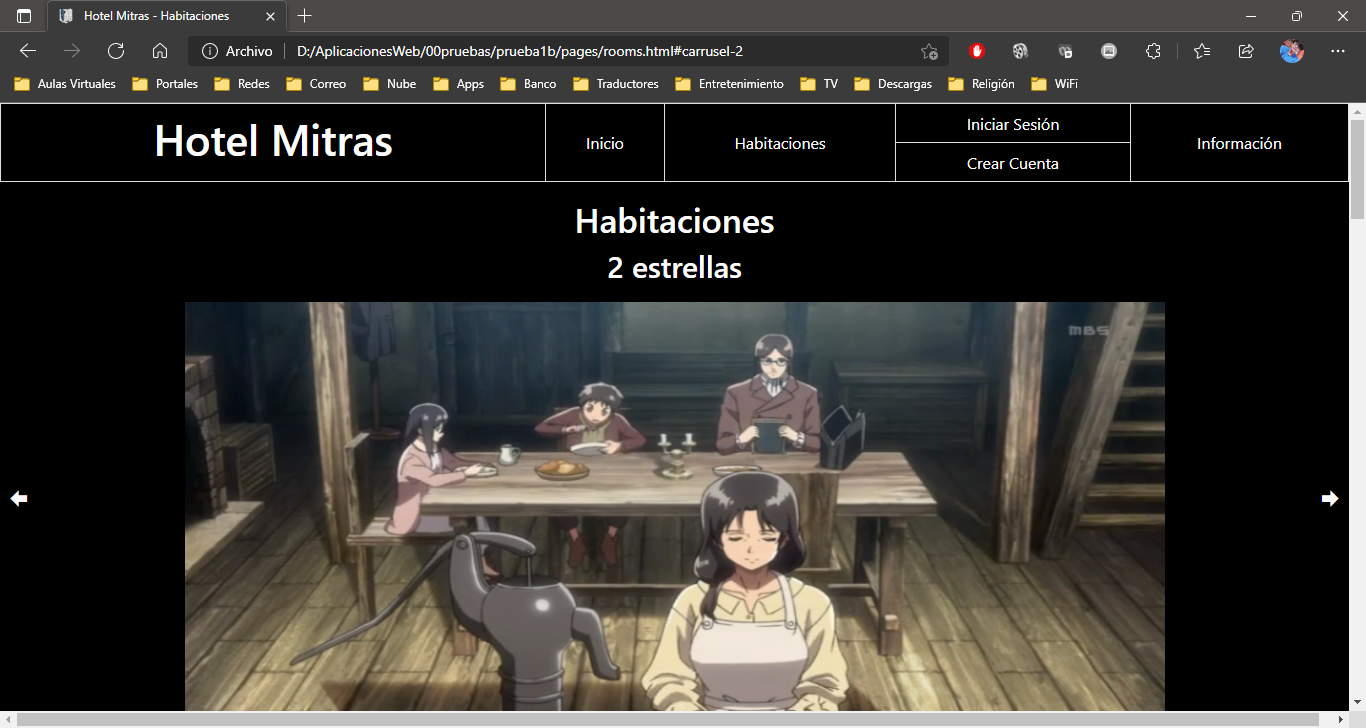 Hotel Mitras - Habitaciones
Archivo D:/AplicacionesWeb/00pruebas/prueba1b/pages/rooms.html#carrusel-2
Aulas Virtuales Portales Redes Correo Nube Apps Banco Traductores Entretenimiento TV Descargas Religión WiFi
Hotel Mitras
Inicio
Habitaciones
Iniciar Sesión
Crear Cuenta
Información
Habitaciones
2 estrellas
MBS